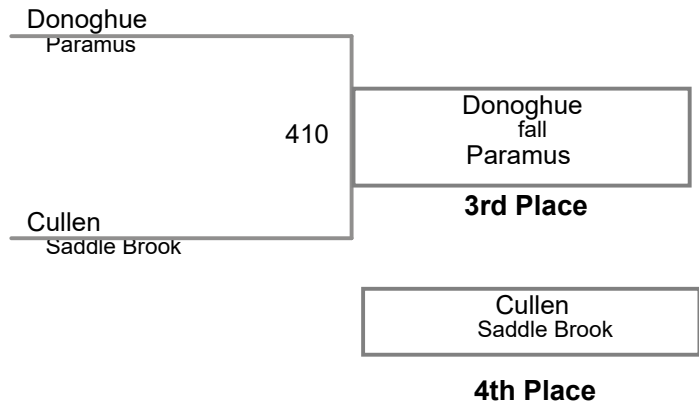 Donoghue
Paramus
410
Donoghue
fall
Paramus
3rd Place
Cullen
Saddle Brook
Cullen
Saddle Brook
4th Place